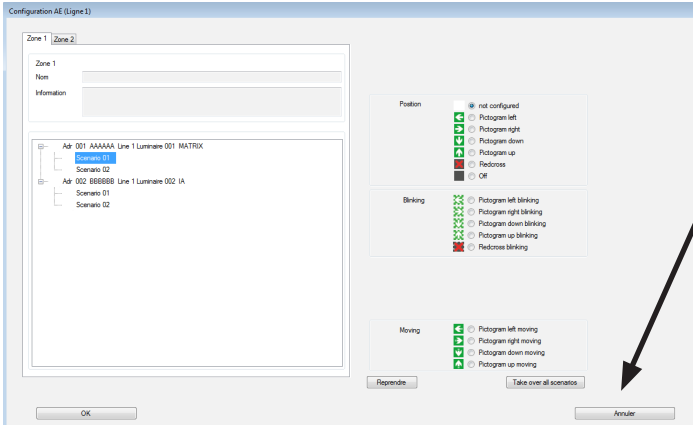 Configuration AE (Ligne 1)
Zone 1 Zone 2
Zone 1
Nom
Information
Adr 001 AAAAAA Line 1 Luminaire 001 MATRIX
Scenario 01
Scenario 02
Adr 002 BBBBBB Line 1 Luminaire 002 IA
Scenario 01
Scenario 02
Position
not configured
Pictogram left
Pictogram right
Pictogram down
Pictogram up
Redcross
Off
Blinking
Pictogram left blinking
Pictogram right blinking
Pictogram down blinking
Pictogram up blinking
Redcross blinking
Moving
Pictogram left moving
Pictogram right moving
Pictogram down moving
Pictogram up moving
Reprendre
Take over all scenarios
OK
Annuler